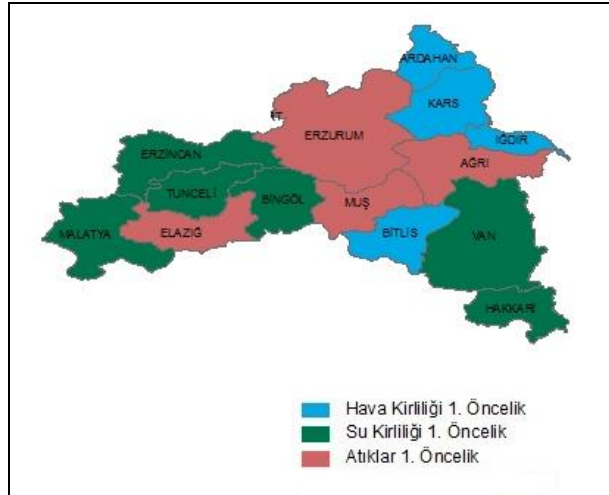 ARDAHAN
KARS
IĞDIR
ERZURUM
AĞRI
ERZİNCAN
TUNCELİ
BİNGÖL
MUŞ
MALATYA
ELAZIĞ
BİTLİS
VAN
HAKKARİ
Hava Kirliliği 1. Öncelik
Su Kirliliği 1. Öncelik
Atıklar 1. Öncelik